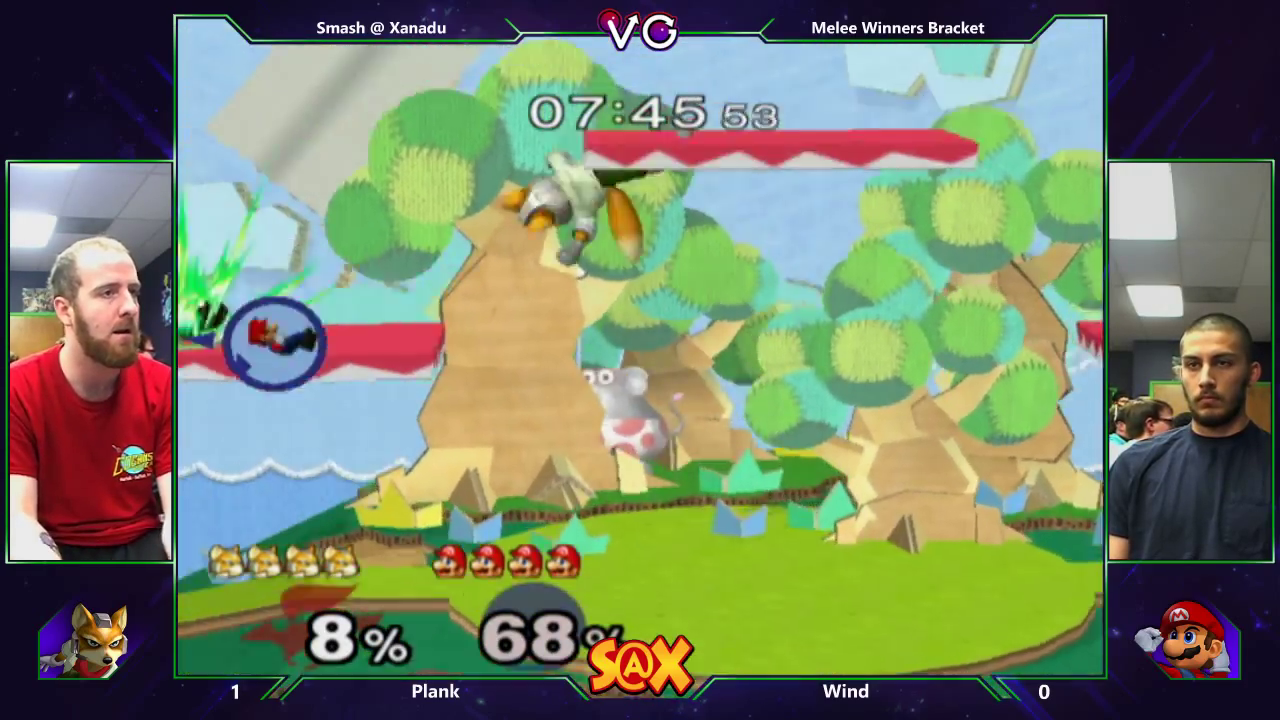 Smash @ Xanadu
VG
Melee Winners Bracket
07:45 53
8%
68%
S@X
1
Plank
Wind
0